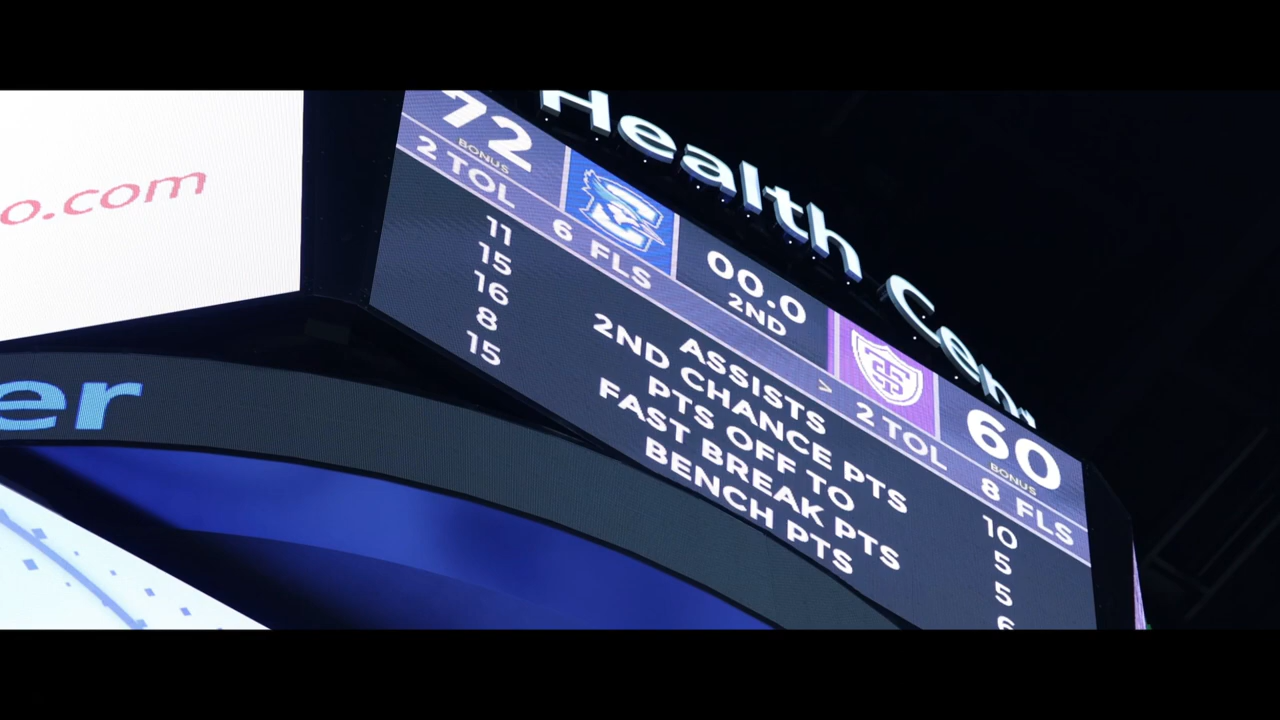 Health Cen
o.com
er
72
BONUS
2 TOL
6 FLS
00.0
2ND
>
60
BONUS
2 TOL
8 FLS
11 ASSISTS 10
15 2ND CHANCE PTS 5
16 PTS OFF TO 5
8 FAST BREAK PTS 6
15 BENCH PTS